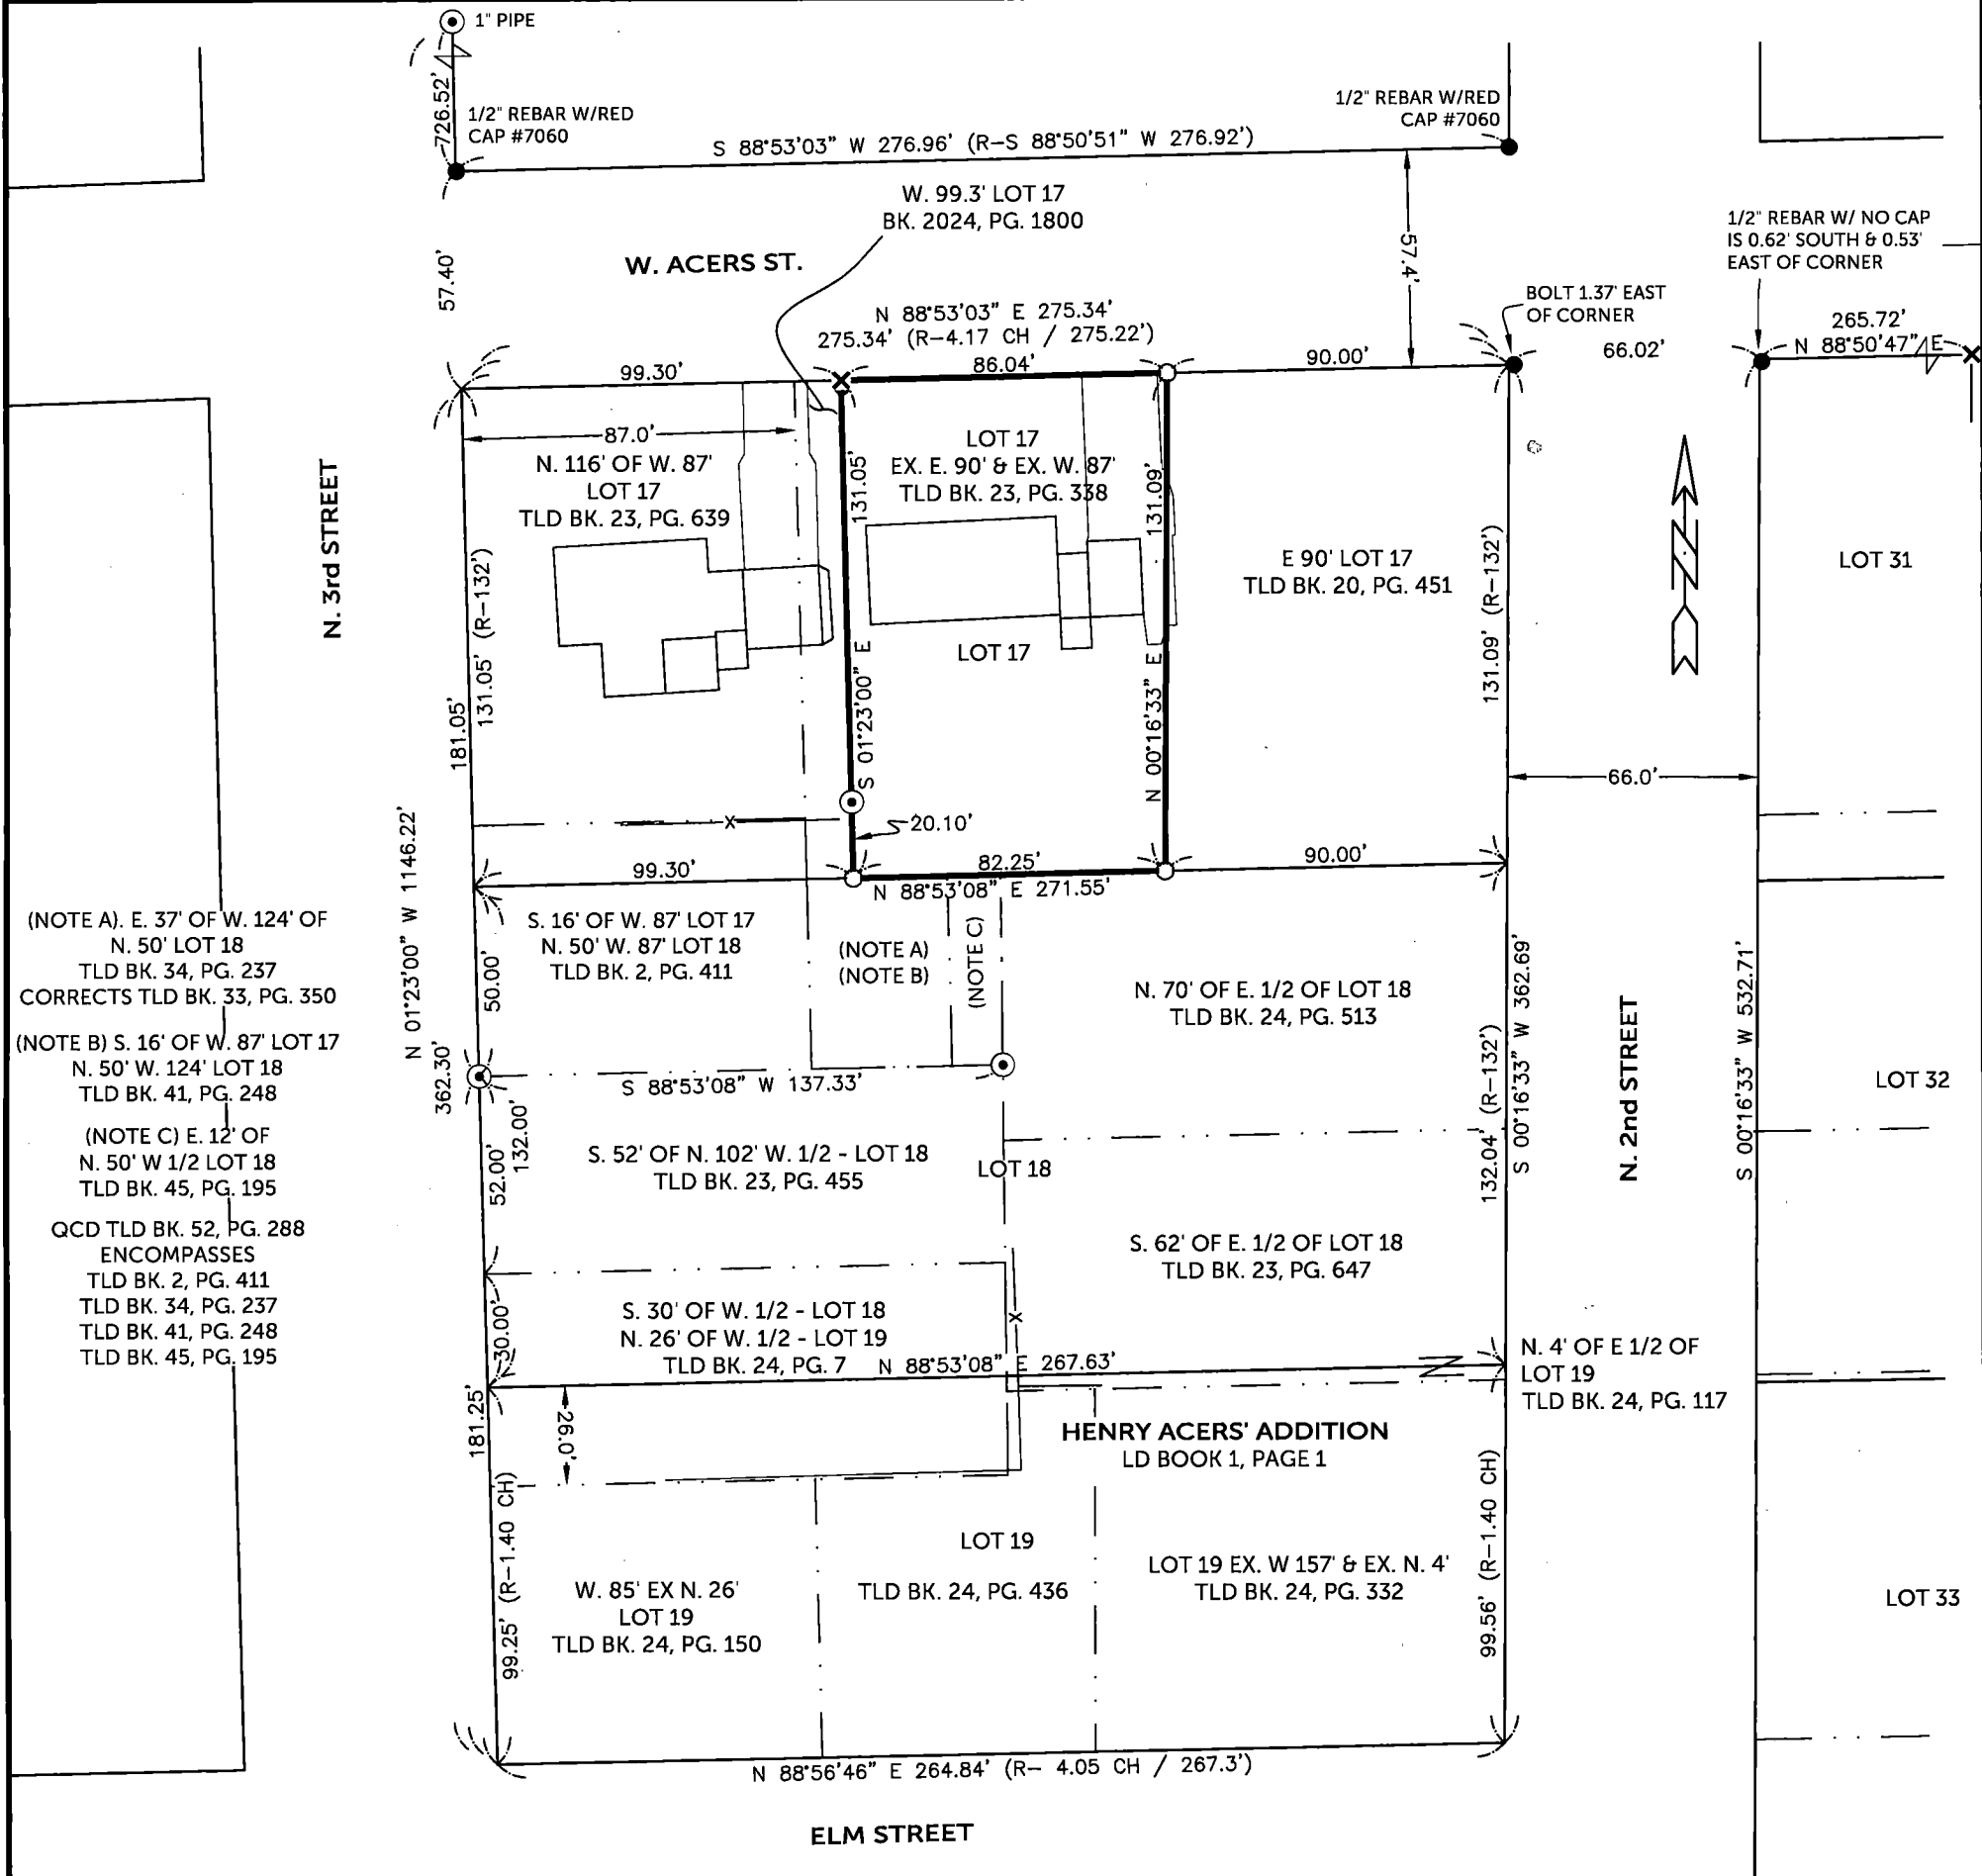 1" PIPE
726.52'
1/2" REBAR W/RED
CAP #7060
1/2" REBAR W/RED
CAP #7060
S 88°53'03" W 276.96' (R-S 88°50'51" W 276.92')
W. 99.3' LOT 17
BK. 2024, PG. 1800
57.40'
W. ACERS ST.
57.4'
1/2" REBAR W/ NO CAP
IS 0.62' SOUTH & 0.53'
EAST OF CORNER
BOLT 1.37' EAST
OF CORNER
N 88°53'03" E 275.34'
275.34' (R-4.17 CH / 275.22')
99.30'
86.04'
90.00'
66.02'
265.72'
N 88°50'47" E
87.0'
N. 116' OF W. 87'
LOT 17
TLD BK. 23, PG. 639
LOT 17
EX. E. 90' & EX. W. 87'
TLD BK. 23, PG. 338
131.05'
131.09'
N. 3rd STREET
131.05' (R-132')
181.05'
S 01°23'00" E
LOT 17
N 00°16'33" E
E 90' LOT 17
TLD BK. 20, PG. 451
131.09' (R-132')
N
LOT 31
66.0'
X
20.10'
99.30'
82.25'
90.00'
N 88°53'08" E 271.55'
N 01°23'00" W 1146.22'
362.30'
(NOTE A). E. 37' OF W. 124' OF
N. 50' LOT 18
TLD BK. 34, PG. 237
CORRECTS TLD BK. 33, PG. 350
(NOTE B) S. 16' OF W. 87' LOT 17
N. 50' W. 124' LOT 18
TLD BK. 41, PG. 248
(NOTE C) E. 12' OF
N. 50' W 1/2 LOT 18
TLD BK. 45, PG. 195
QCD TLD BK. 52, PG. 288
ENCOMPASSES
TLD BK. 2, PG. 411
TLD BK. 34, PG. 237
TLD BK. 41, PG. 248
TLD BK. 45, PG. 195
50.00'
S. 16' OF W. 87' LOT 17
N. 50' W. 87' LOT 18
TLD BK. 2, PG. 411
(NOTE A)
(NOTE B)
(NOTE C)
N. 70' OF E. 1/2 OF LOT 18
TLD BK. 24, PG. 513
S 00°16'33" W 362.69'
132.04' (R-132')
N. 2nd STREET
S 00°16'33" W 532.71'
LOT 32
S 88°53'08" W 137.33'
52.00'
132.00'
S. 52' OF N. 102' W. 1/2 - LOT 18
TLD BK. 23, PG. 455
LOT 18
S. 62' OF E. 1/2 OF LOT 18
TLD BK. 23, PG. 647
30.00'
S. 30' OF W. 1/2 - LOT 18
N. 26' OF W. 1/2 - LOT 19
TLD BK. 24, PG. 7
X
N 88°53'08" E 267.63'
N. 4' OF E 1/2 OF
LOT 19
TLD BK. 24, PG. 117
181.25'
26.0'
HENRY ACERS' ADDITION
LD BOOK 1, PAGE 1
99.25' (R-1.40 CH)
W. 85' EX N. 26'
LOT 19
TLD BK. 24, PG. 150
LOT 19
TLD BK. 24, PG. 436
LOT 19 EX. W 157' & EX. N. 4'
TLD BK. 24, PG. 332
99.56' (R-1.40 CH)
LOT 33
N 88°56'46" E 264.84' (R- 4.05 CH / 267.3')
ELM STREET